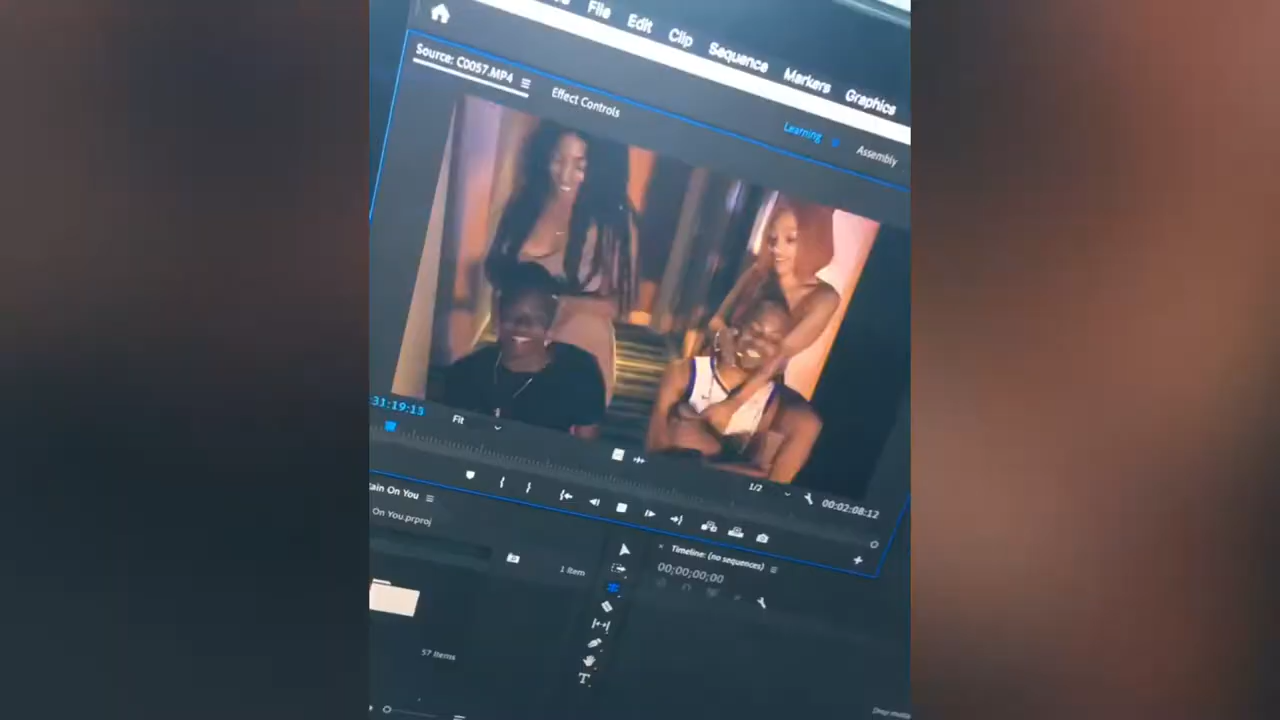 File Edit Clip Sequence Markers Graphics
Source: C0057.MP4
Effect Controls
Learning
Assembly
:31:19:13
Fit
1/2
00:02:08:12
ain On You
On You.prproj
1 Item
Timeline: (no sequences)
00;00;00;00
57 Items